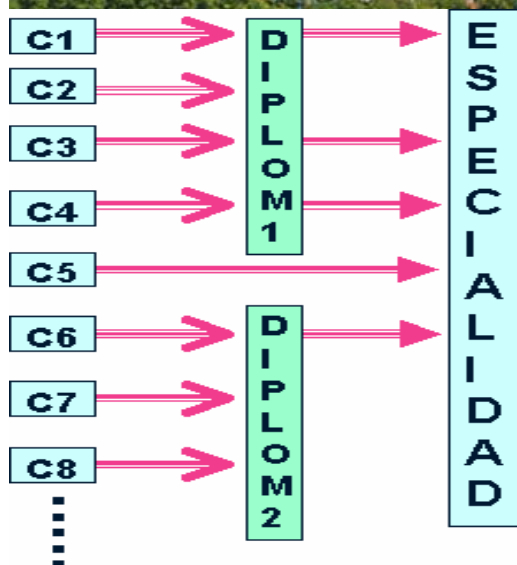 C1
C2
C3
C4
C5
C6
C7
C8
DIPLOM1
DIPLOM2
ESPECIALIDAD